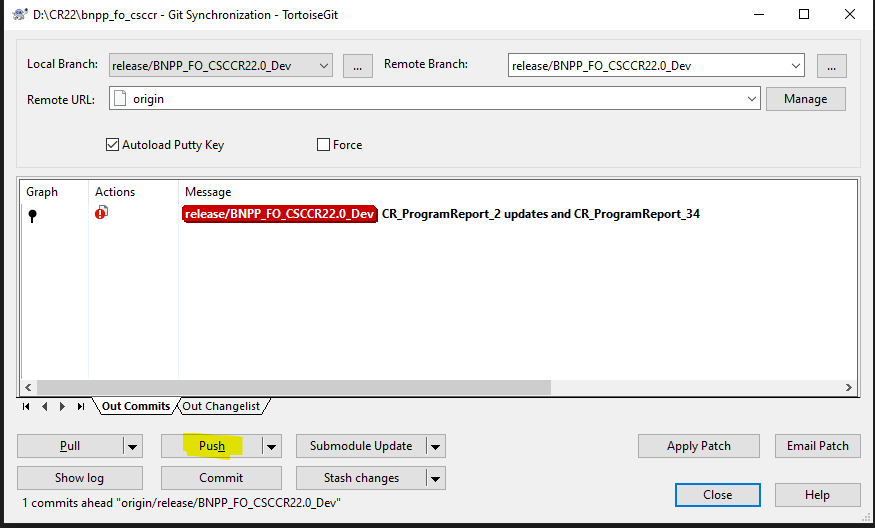 D:\CR22\bnpp_fo_csccr - Git Synchronization - TortoiseGit
Local Branch: release/BNPP_FO_CSCCR22.0_Dev ... Remote Branch: release/BNPP_FO_CSCCR22.0_Dev ...
Remote URL: origin Manage
Autoload Putty Key Force
Graph Actions Message
release/BNPP_FO_CSCCR22.0_Dev CR_ProgramReport_2 updates and CR_ProgramReport_34
Out Commits Out Changelist
Pull Push Submodule Update Apply Patch Email Patch
Show log Commit Stash changes
Close Help
1 commits ahead "origin/release/BNPP_FO_CSCCR22.0_Dev"